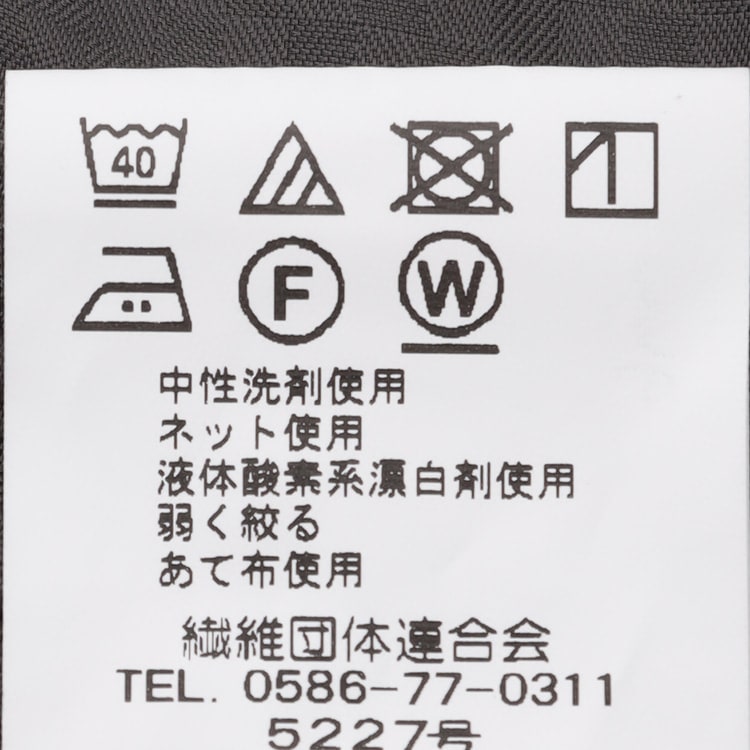 40
F W
中性洗剤使用
ネット使用
液体酸素系漂白剤使用
弱く絞る
あて布使用
繊維団体連合会
TEL. 0586-77-0311
5227号